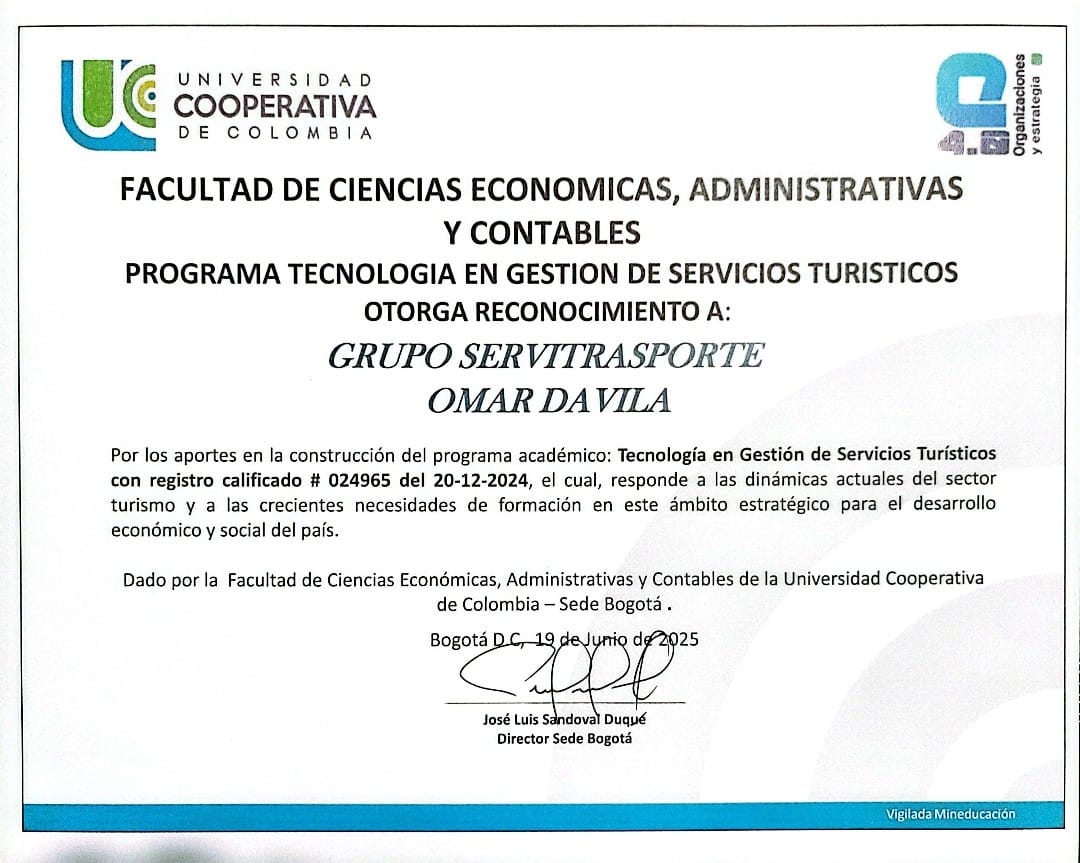 UNIVERSIDAD
COOPERATIVA
DE COLOMBIA
e
4.0
Organizaciones
y estrategia
FACULTAD DE CIENCIAS ECONOMICAS, ADMINISTRATIVAS
Y CONTABLES
PROGRAMA TECNOLOGIA EN GESTION DE SERVICIOS TURISTICOS
OTORGA RECONOCIMIENTO A:
GRUPO SERVITRASPORTE
OMAR DAVILA
Por los aportes en la construcción del programa académico: Tecnología en Gestión de Servicios Turísticos
con registro calificado # 024965 del 20-12-2024, el cual, responde a las dinámicas actuales del sector
turismo y a las crecientes necesidades de formación en este ámbito estratégico para el desarrollo
económico y social del país.
Dado por la Facultad de Ciencias Económicas, Administrativas y Contables de la Universidad Cooperativa
de Colombia – Sede Bogotá .
Bogotá D.C, 19 de Junio de 2025
José Luis Sandoval Duqué
Director Sede Bogotá
Vigilada Mineducación